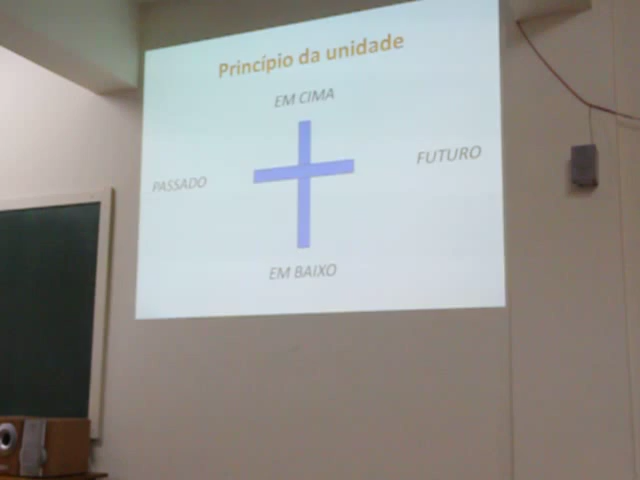 Princípio da unidade
EM CIMA
PASSADO
FUTURO
EM BAIXO